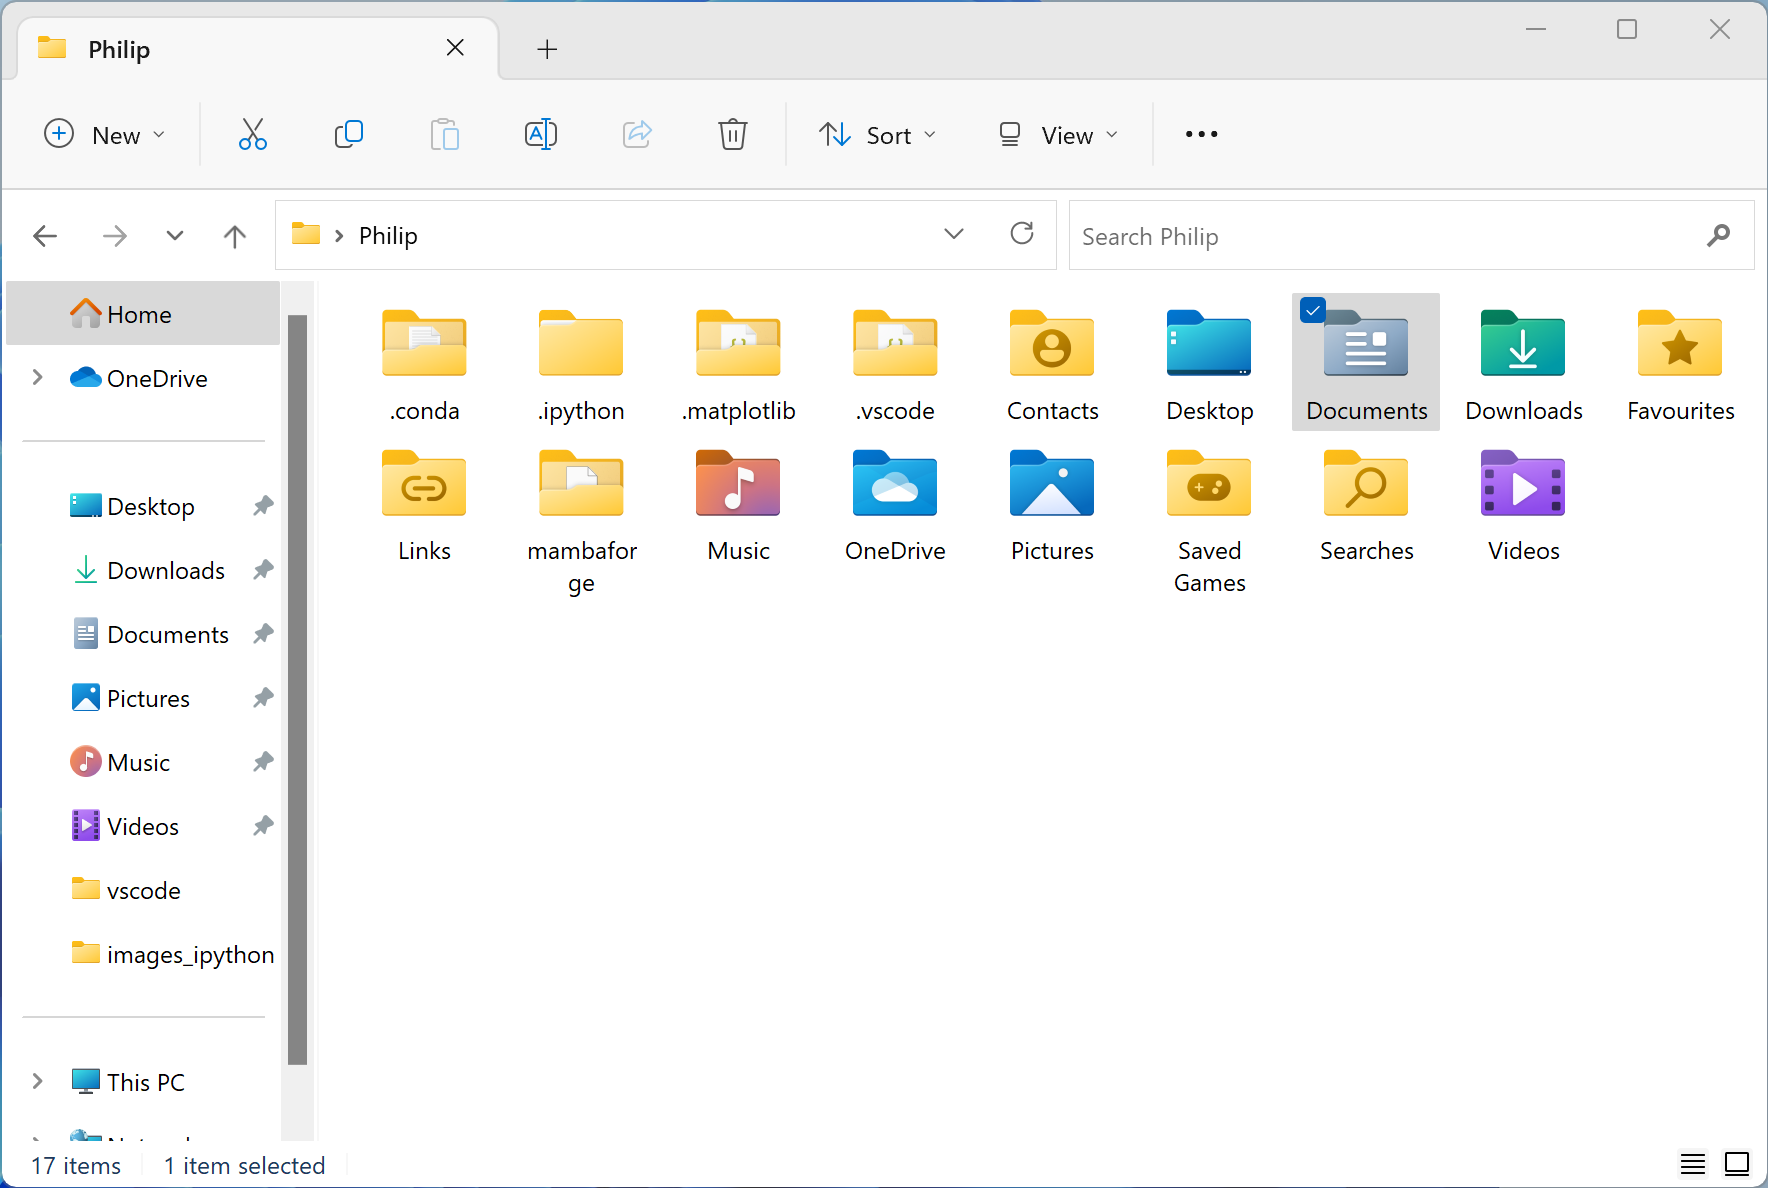 Philip
New
Sort
View
Philip
Search Philip
Home
OneDrive
Desktop
Downloads
Documents
Pictures
Music
Videos
vscode
images_ipython
This PC
.conda
.ipython
.matplotlib
.vscode
Contacts
Desktop
Documents
Downloads
Favourites
Links
mambafor
ge
Music
OneDrive
Pictures
Saved
Games
Searches
Videos
17 items
1 item selected